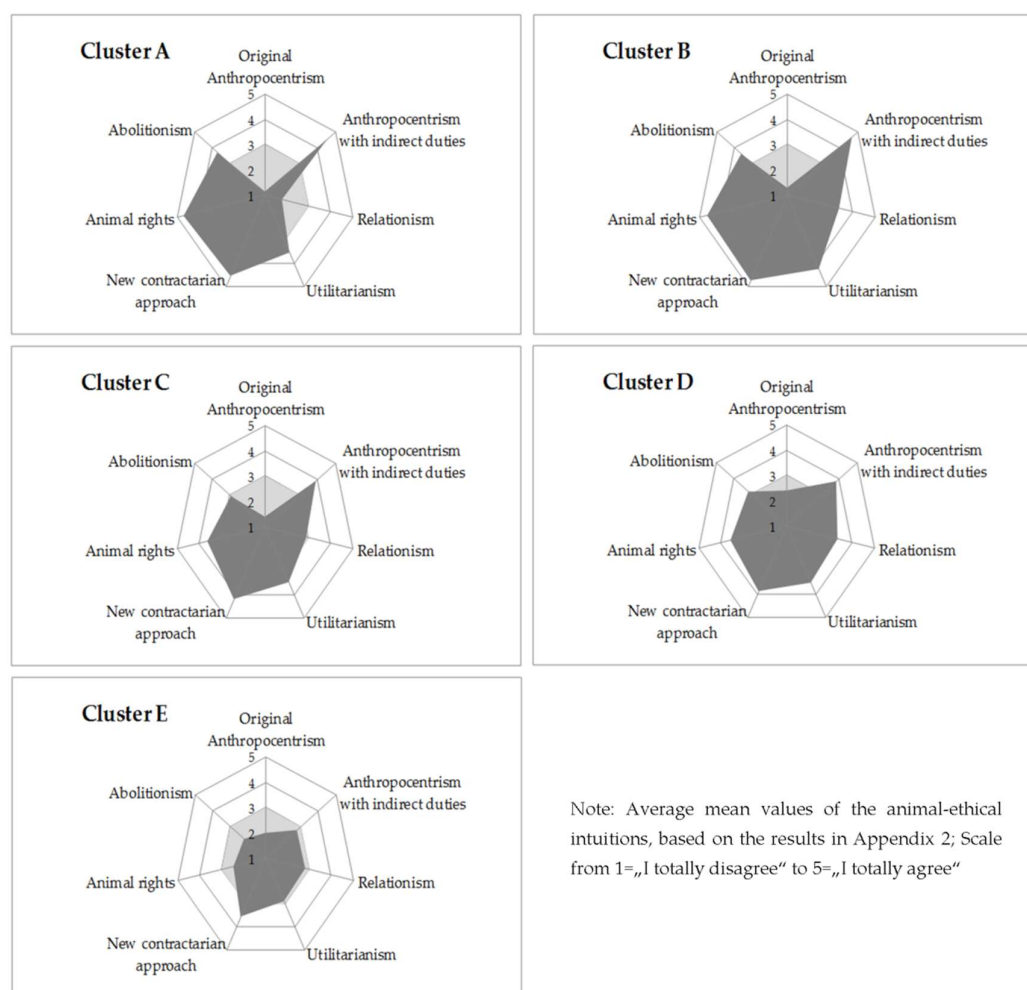 Cluster A
Original
Anthropocentrism
5
4
3
2
1
Anthropocentrism
with indirect duties
Relationism
Utilitarianism
New contractarian
approach
Animal rights
Abolitionism
Cluster B
Original
Anthropocentrism
5
4
3
2
1
Anthropocentrism
with indirect duties
Relationism
Utilitarianism
New contractarian
approach
Animal rights
Abolitionism
Cluster C
Original
Anthropocentrism
5
4
3
2
1
Anthropocentrism
with indirect duties
Relationism
Utilitarianism
New contractarian
approach
Animal rights
Abolitionism
Cluster D
Original
Anthropocentrism
5
4
3
2
1
Anthropocentrism
with indirect duties
Relationism
Utilitarianism
New contractarian
approach
Animal rights
Abolitionism
Cluster E
Original
Anthropocentrism
5
4
3
2
1
Anthropocentrism
with indirect duties
Relationism
Utilitarianism
New contractarian
approach
Animal rights
Abolitionism
Note: Average mean values of the animal-ethical
intuitions, based on the results in Appendix 2; Scale
from 1=„I totally disagree“ to 5=„I totally agree“